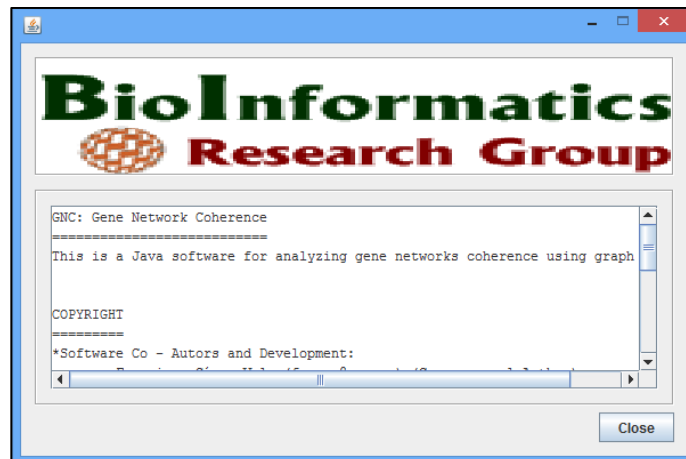 BioInformatics
Research Group
GNC: Gene Network Coherence
===========================
This is a Java software for analyzing gene networks coherence using graph
COPYRIGHT
=========
*Software Co - Autors and Development:
Close